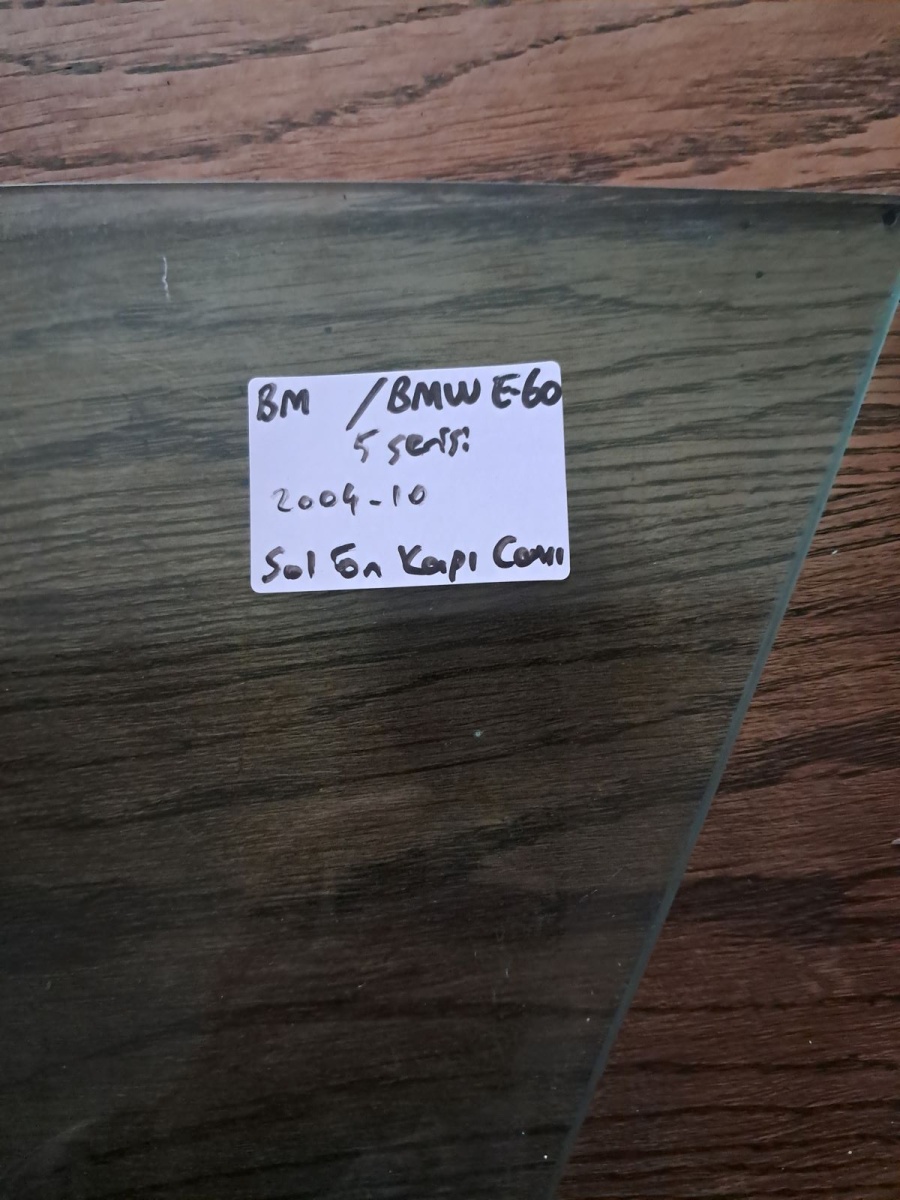 BM /BMW E-60
5 serisi
2004-10
Sol Ön Kapı Camı